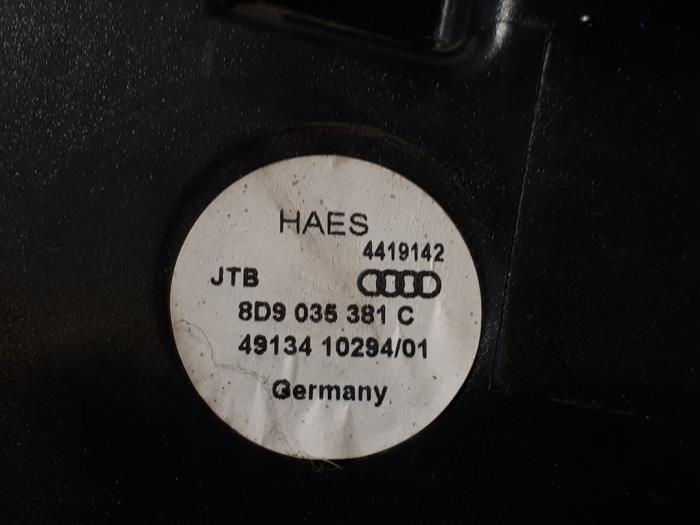 HAES
4419142
JTB
8D9 035 381 C
49134 10294/01
Germany